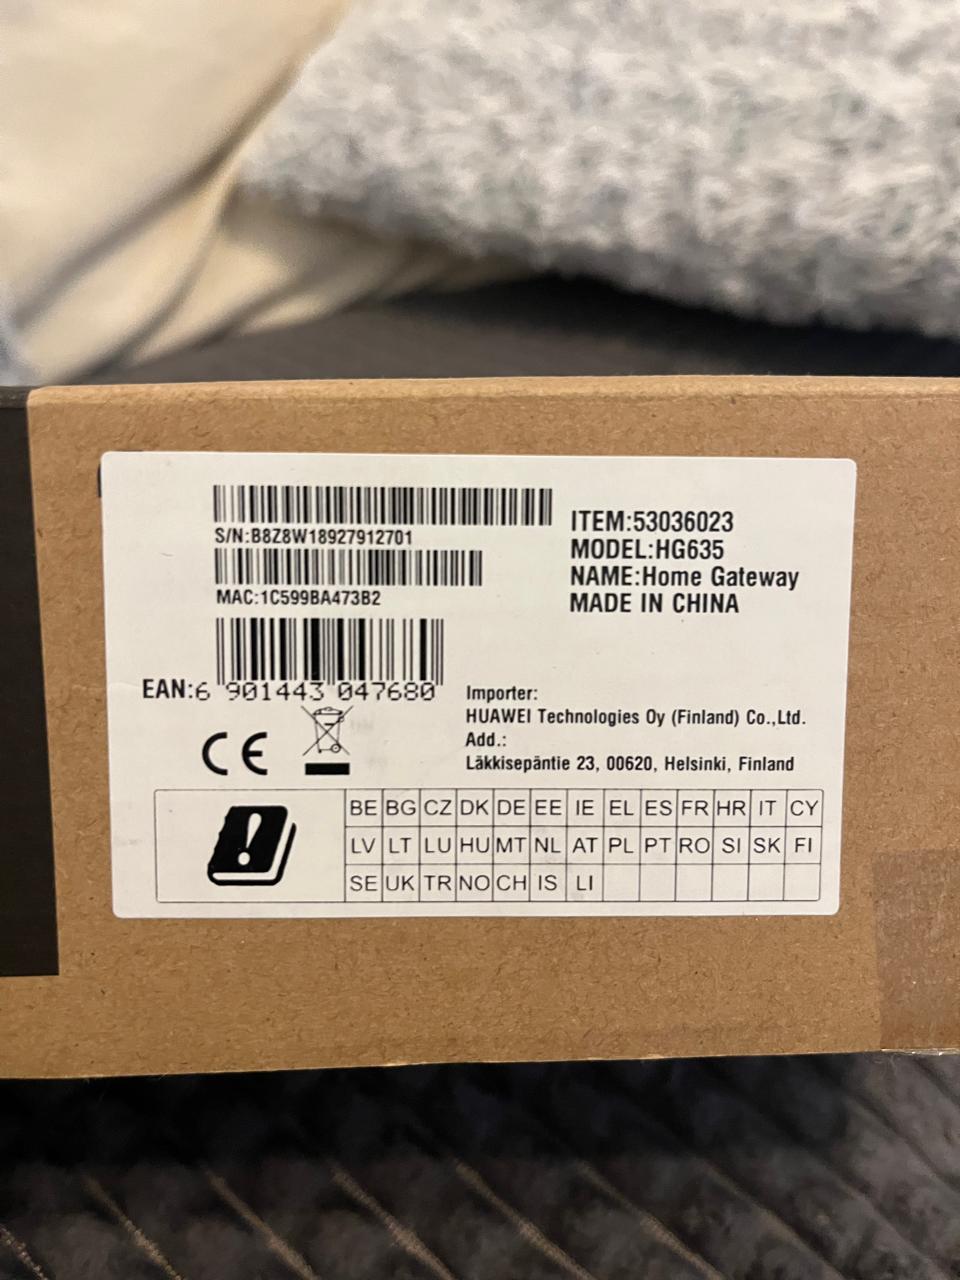 S/N:B8Z8W18927912701
MAC:1C599BA473B2
ITEM:53036023
MODEL:HG635
NAME:Home Gateway
MADE IN CHINA
EAN:6 901443 047680
Importer:
HUAWEI Technologies Oy (Finland) Co.,Ltd.
Add.:
Läkkisepäntie 23, 00620, Helsinki, Finland
CE
!
BE BG CZ DK DE EE IE EL ES FR HR IT CY
LV LT LU HU MT NL AT PL PT RO SI SK FI
SE UK TR NO CH IS LI